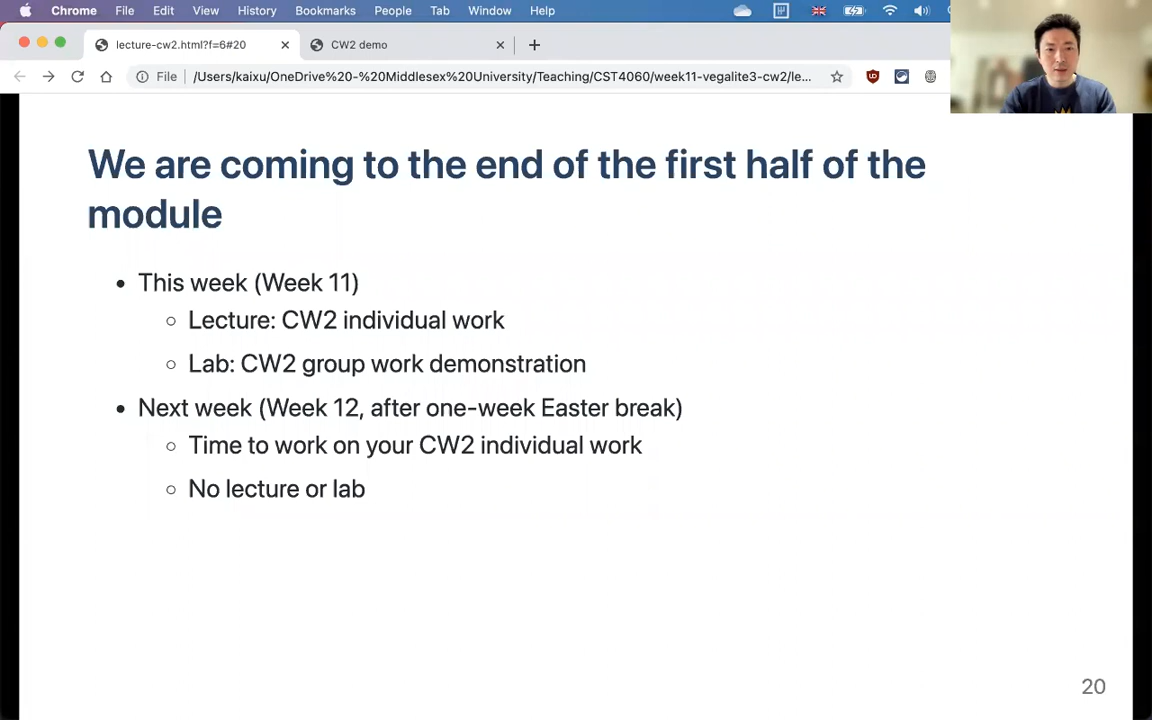 Chrome File Edit View History Bookmarks People Tab Window Help
lecture-cw2.html?f=6#20
CW2 demo
File /Users/kaixu/OneDrive%20-%20Middlesex%20University/Teaching/CST4060/week11-vegalite3-cw2/le...
We are coming to the end of the first half of the
module
• This week (Week 11)
○ Lecture: CW2 individual work
○ Lab: CW2 group work demonstration
• Next week (Week 12, after one-week Easter break)
○ Time to work on your CW2 individual work
○ No lecture or lab
20